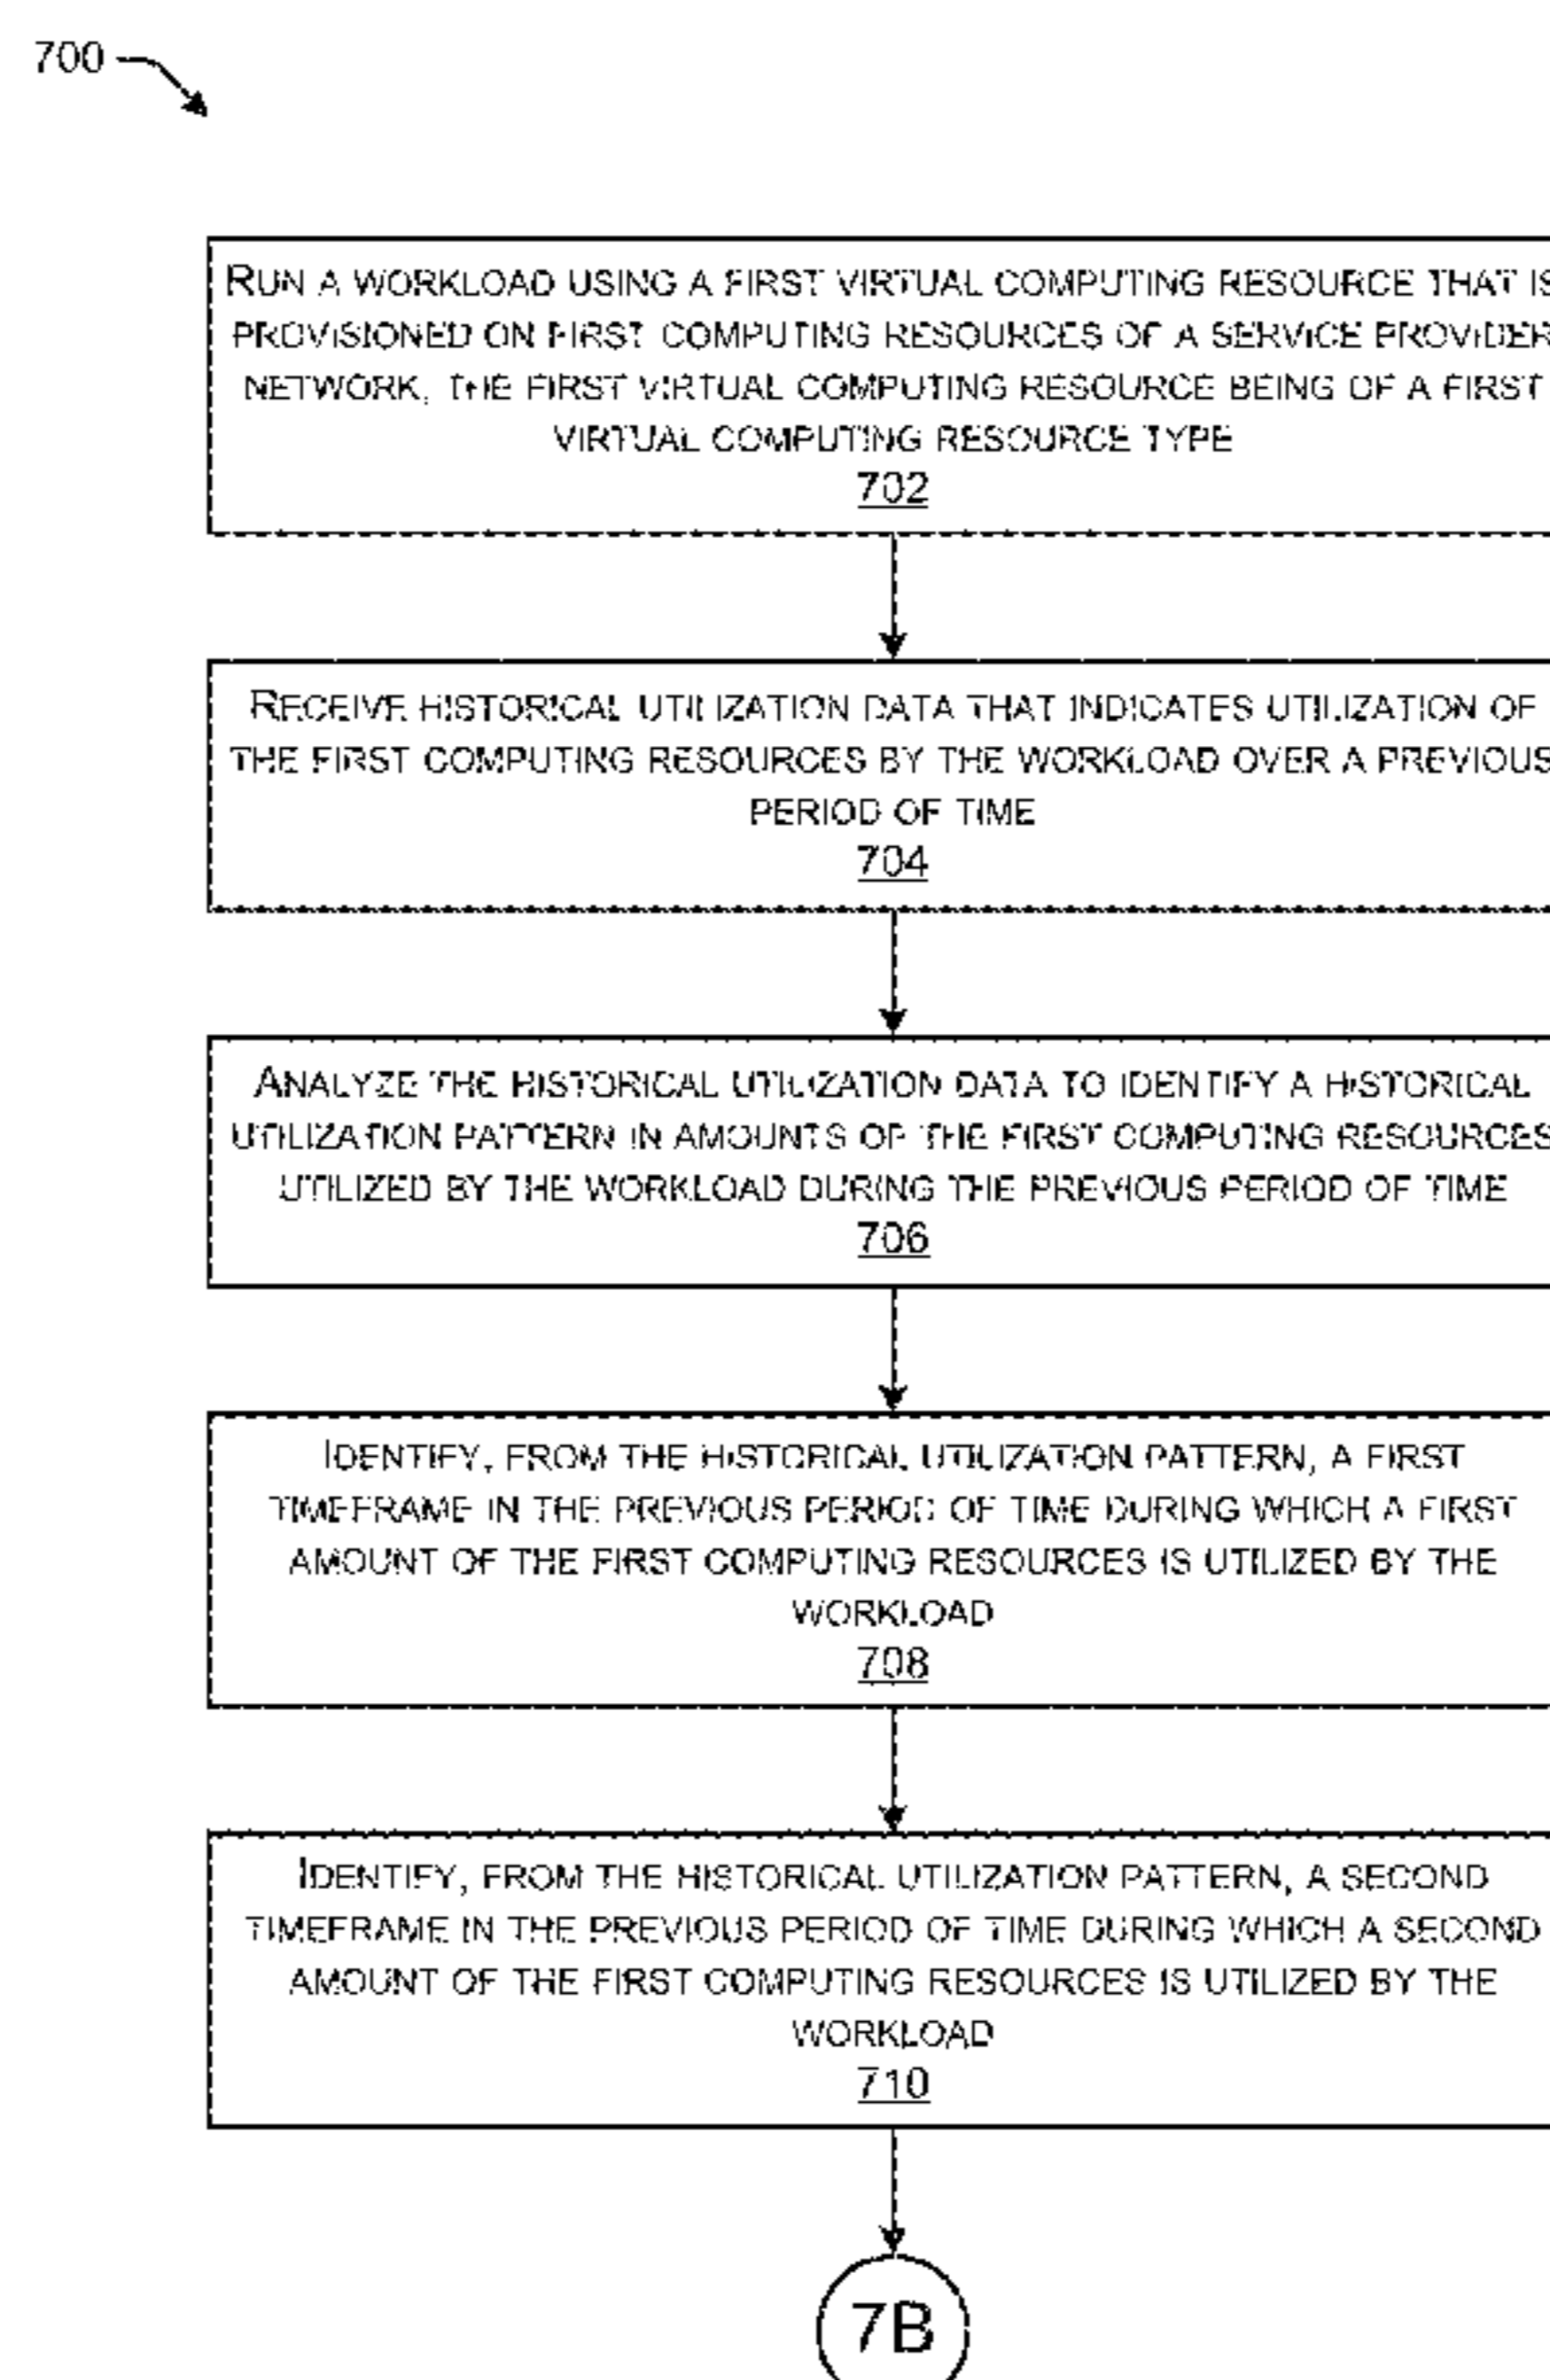 700
RUN A WORKLOAD USING A FIRST VIRTUAL COMPUTING RESOURCE THAT IS
PROVISIONED ON FIRST COMPUTING RESOURCES OF A SERVICE PROVIDER
NETWORK, THE FIRST VIRTUAL COMPUTING RESOURCE BEING OF A FIRST
VIRTUAL COMPUTING RESOURCE TYPE
702
RECEIVE HISTORICAL UTILIZATION DATA THAT INDICATES UTILIZATION OF
THE FIRST COMPUTING RESOURCES BY THE WORKLOAD OVER A PREVIOUS
PERIOD OF TIME
704
ANALYZE THE HISTORICAL UTILIZATION DATA TO IDENTIFY A HISTORICAL
UTILIZATION PATTERN IN AMOUNTS OF THE FIRST COMPUTING RESOURCES
UTILIZED BY THE WORKLOAD DURING THE PREVIOUS PERIOD OF TIME
706
IDENTIFY, FROM THE HISTORICAL UTILIZATION PATTERN, A FIRST
TIMEFRAME IN THE PREVIOUS PERIOD OF TIME DURING WHICH A FIRST
AMOUNT OF THE FIRST COMPUTING RESOURCES IS UTILIZED BY THE
WORKLOAD
708
IDENTIFY, FROM THE HISTORICAL UTILIZATION PATTERN, A SECOND
TIMEFRAME IN THE PREVIOUS PERIOD OF TIME DURING WHICH A SECOND
AMOUNT OF THE FIRST COMPUTING RESOURCES IS UTILIZED BY THE
WORKLOAD
710
7B